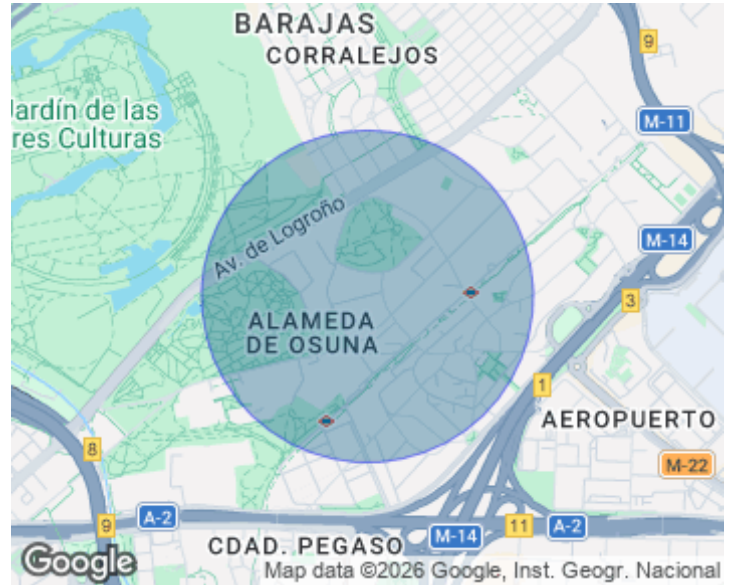 BARAJAS
CORRALEJOS
9
M-11
Jardín de las
res Culturas
Av. de Logroño
M-14
3
ALAMEDA
DE OSUNA
1
AEROPUERTO
8
M-22
9
A-2
M-14
11
A-2
CDAD. PEGASO
Google
Map data ©2026 Google, Inst. Geogr. Nacional